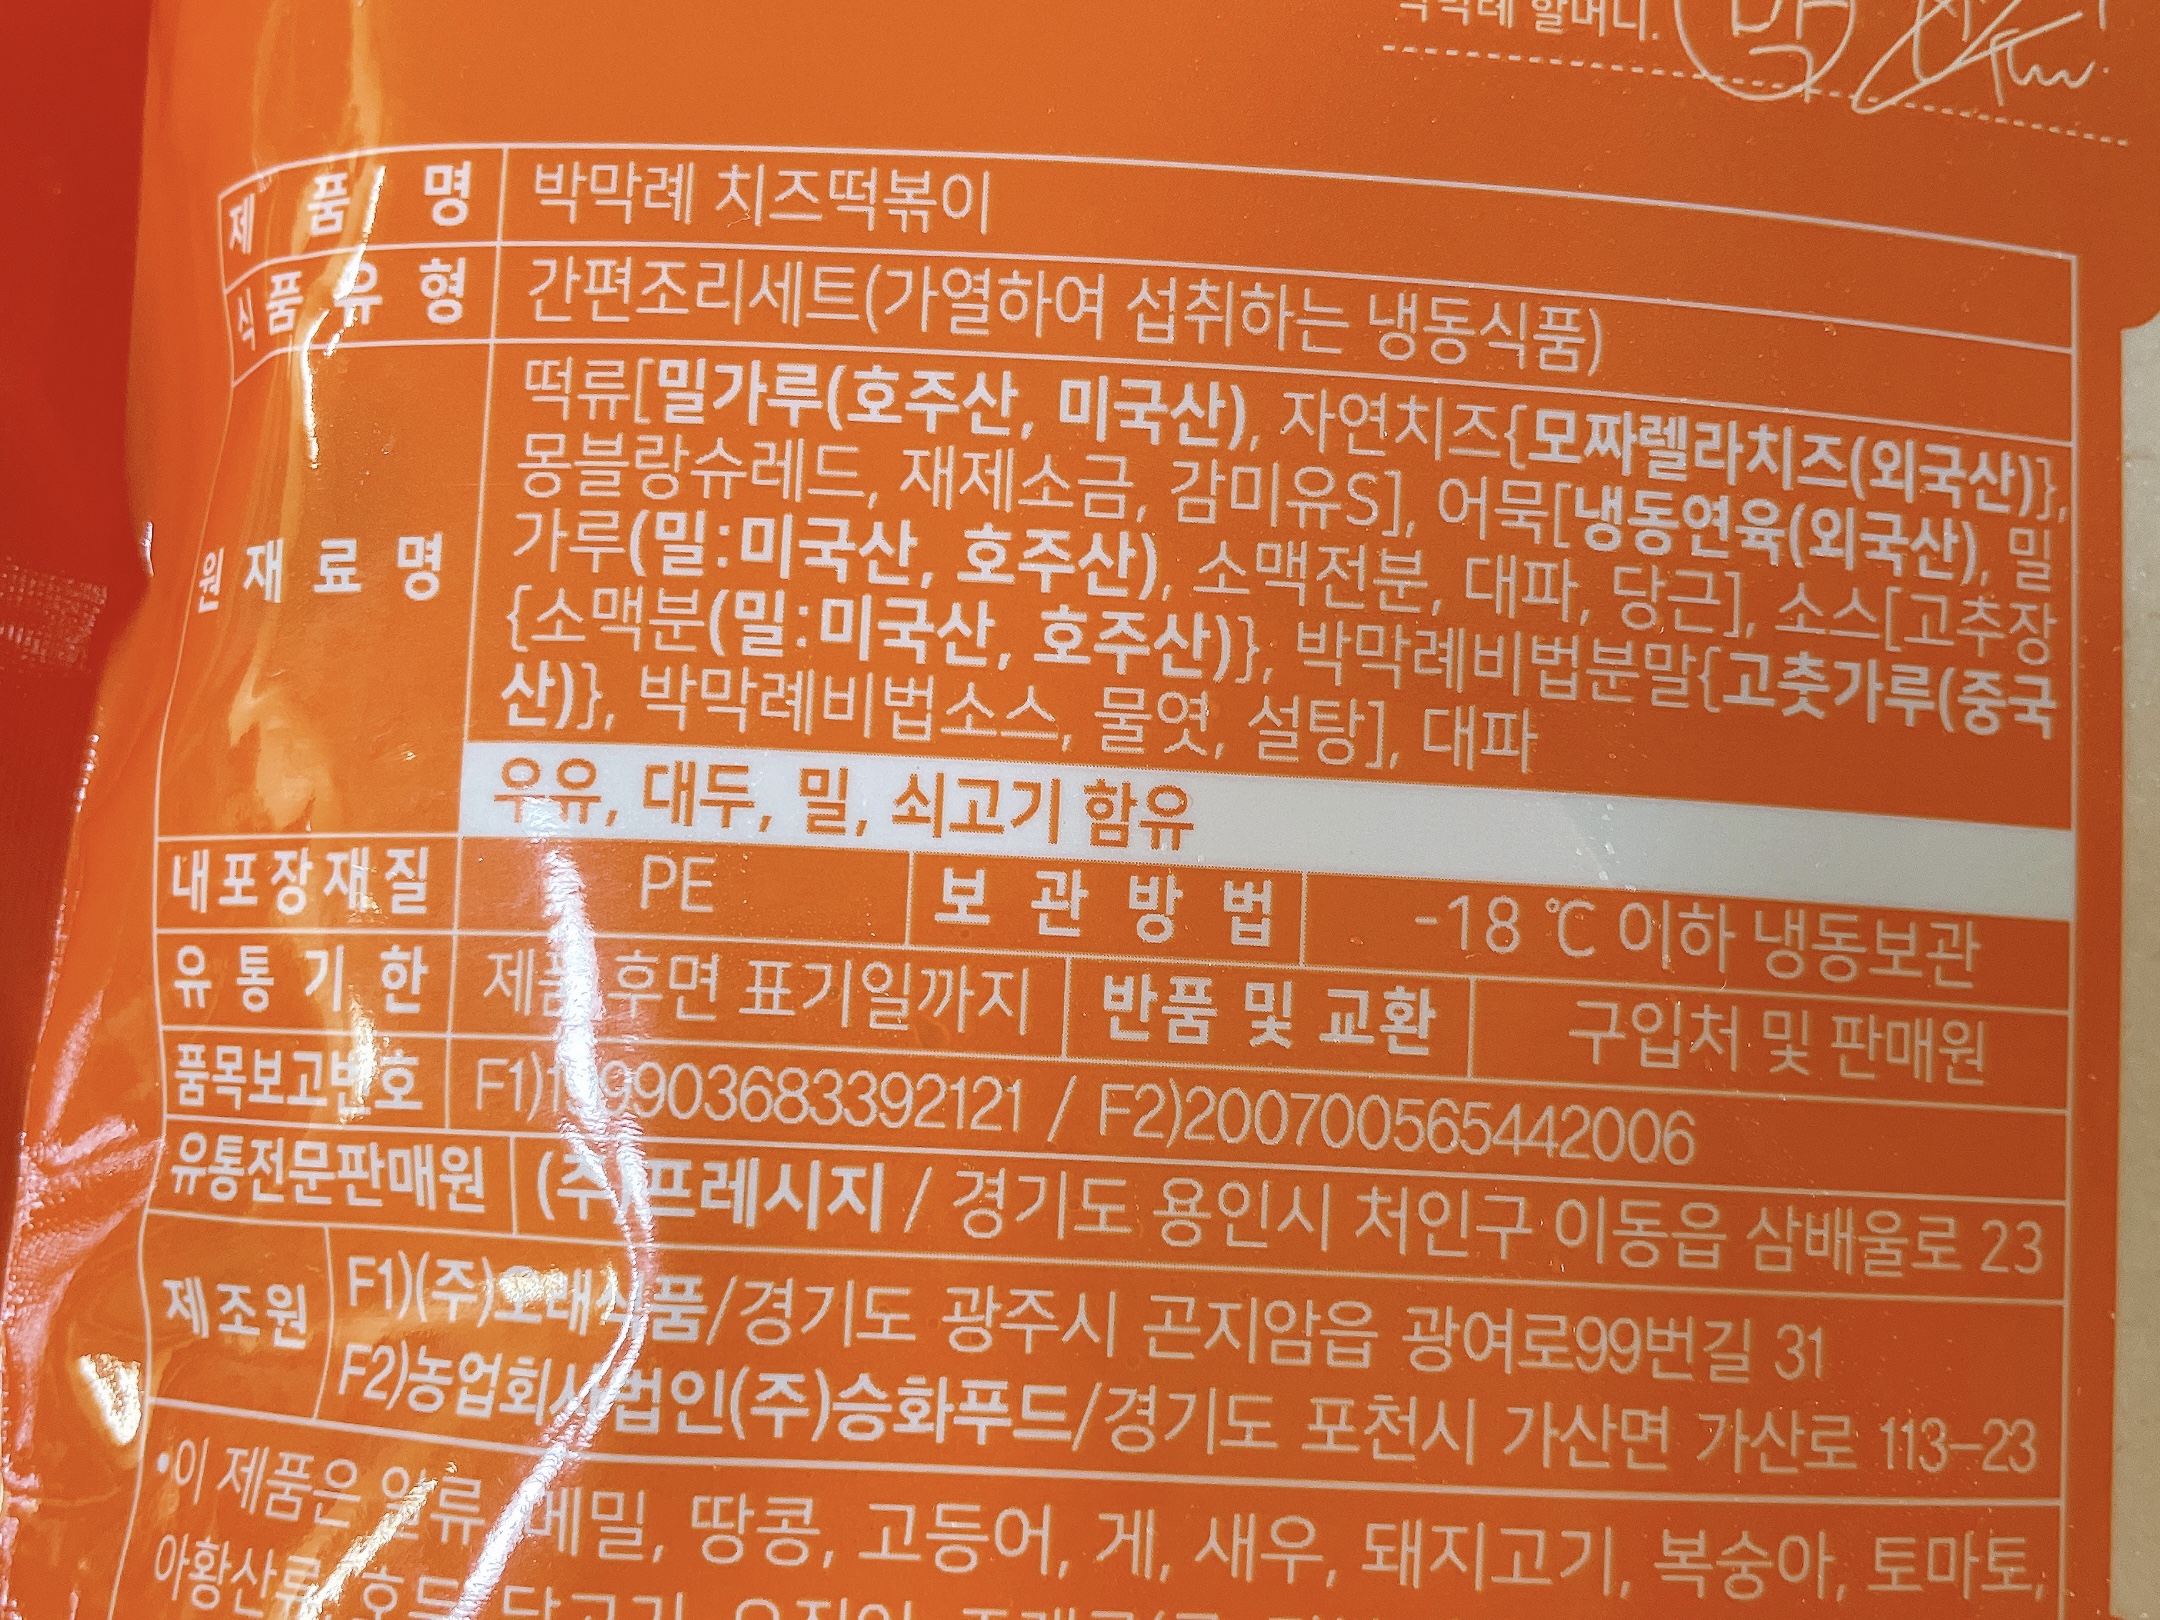 할머니.
제품명 박막례 치즈떡볶이
식품유형 간편조리세트(가열하여 섭취하는 냉동식품)
떡류[밀가루(호주산, 미국산), 자연치즈{모짜렐라치즈(외국산)},
몽블랑슈레드, 재제소금, 감미유S], 어묵[냉동연육(외국산), 밀
원재료명 가루(밀:미국산, 호주산), 소맥전분, 대파, 당근], 소스[고추장
{소맥분(밀:미국산, 호주산)}, 박막례비법분말{고춧가루(중국
산)}, 박막례비법소스, 물엿, 설탕], 대파
우유, 대두, 밀, 쇠고기 함유
내포장재질 PE 보관방법 -18 ℃ 이하 냉동보관
유통기한 제품 후면 표기일까지 반품 및 교환 구입처 및 판매원
품목보고번호 / F2)200700565442006
유통전문판매원 (주)프레시지 / 경기도 용인시 처인구 이동읍 삼배울로 23
제조원 경기도 광주시 곤지암읍 광여로99번길 31
F2)농업회사법인(주)승화푸드/경기도 포천시 가산면 가산로 113-23
•이 제품은 메밀, 땅콩, 고등어, 게, 새우, 돼지고기, 복숭아, 토마토,
아황산류,